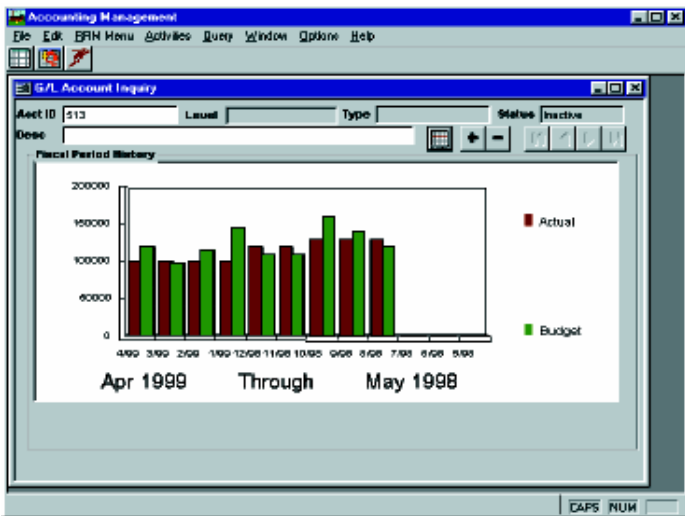 Accounting Management
File Edit BRN Menu Activities Query Window Options Help
G/L Account Inquiry
Acct ID 513 Level Type Status Inactive
Desc
Fiscal Period History
200000
150000
100000
50000
0
Actual
Budget
4/99 3/99 2/99 1/99 12/98 11/98 10/98 9/98 8/98 7/98 6/98 5/98
Apr 1999 Through May 1998
CAPS NUM